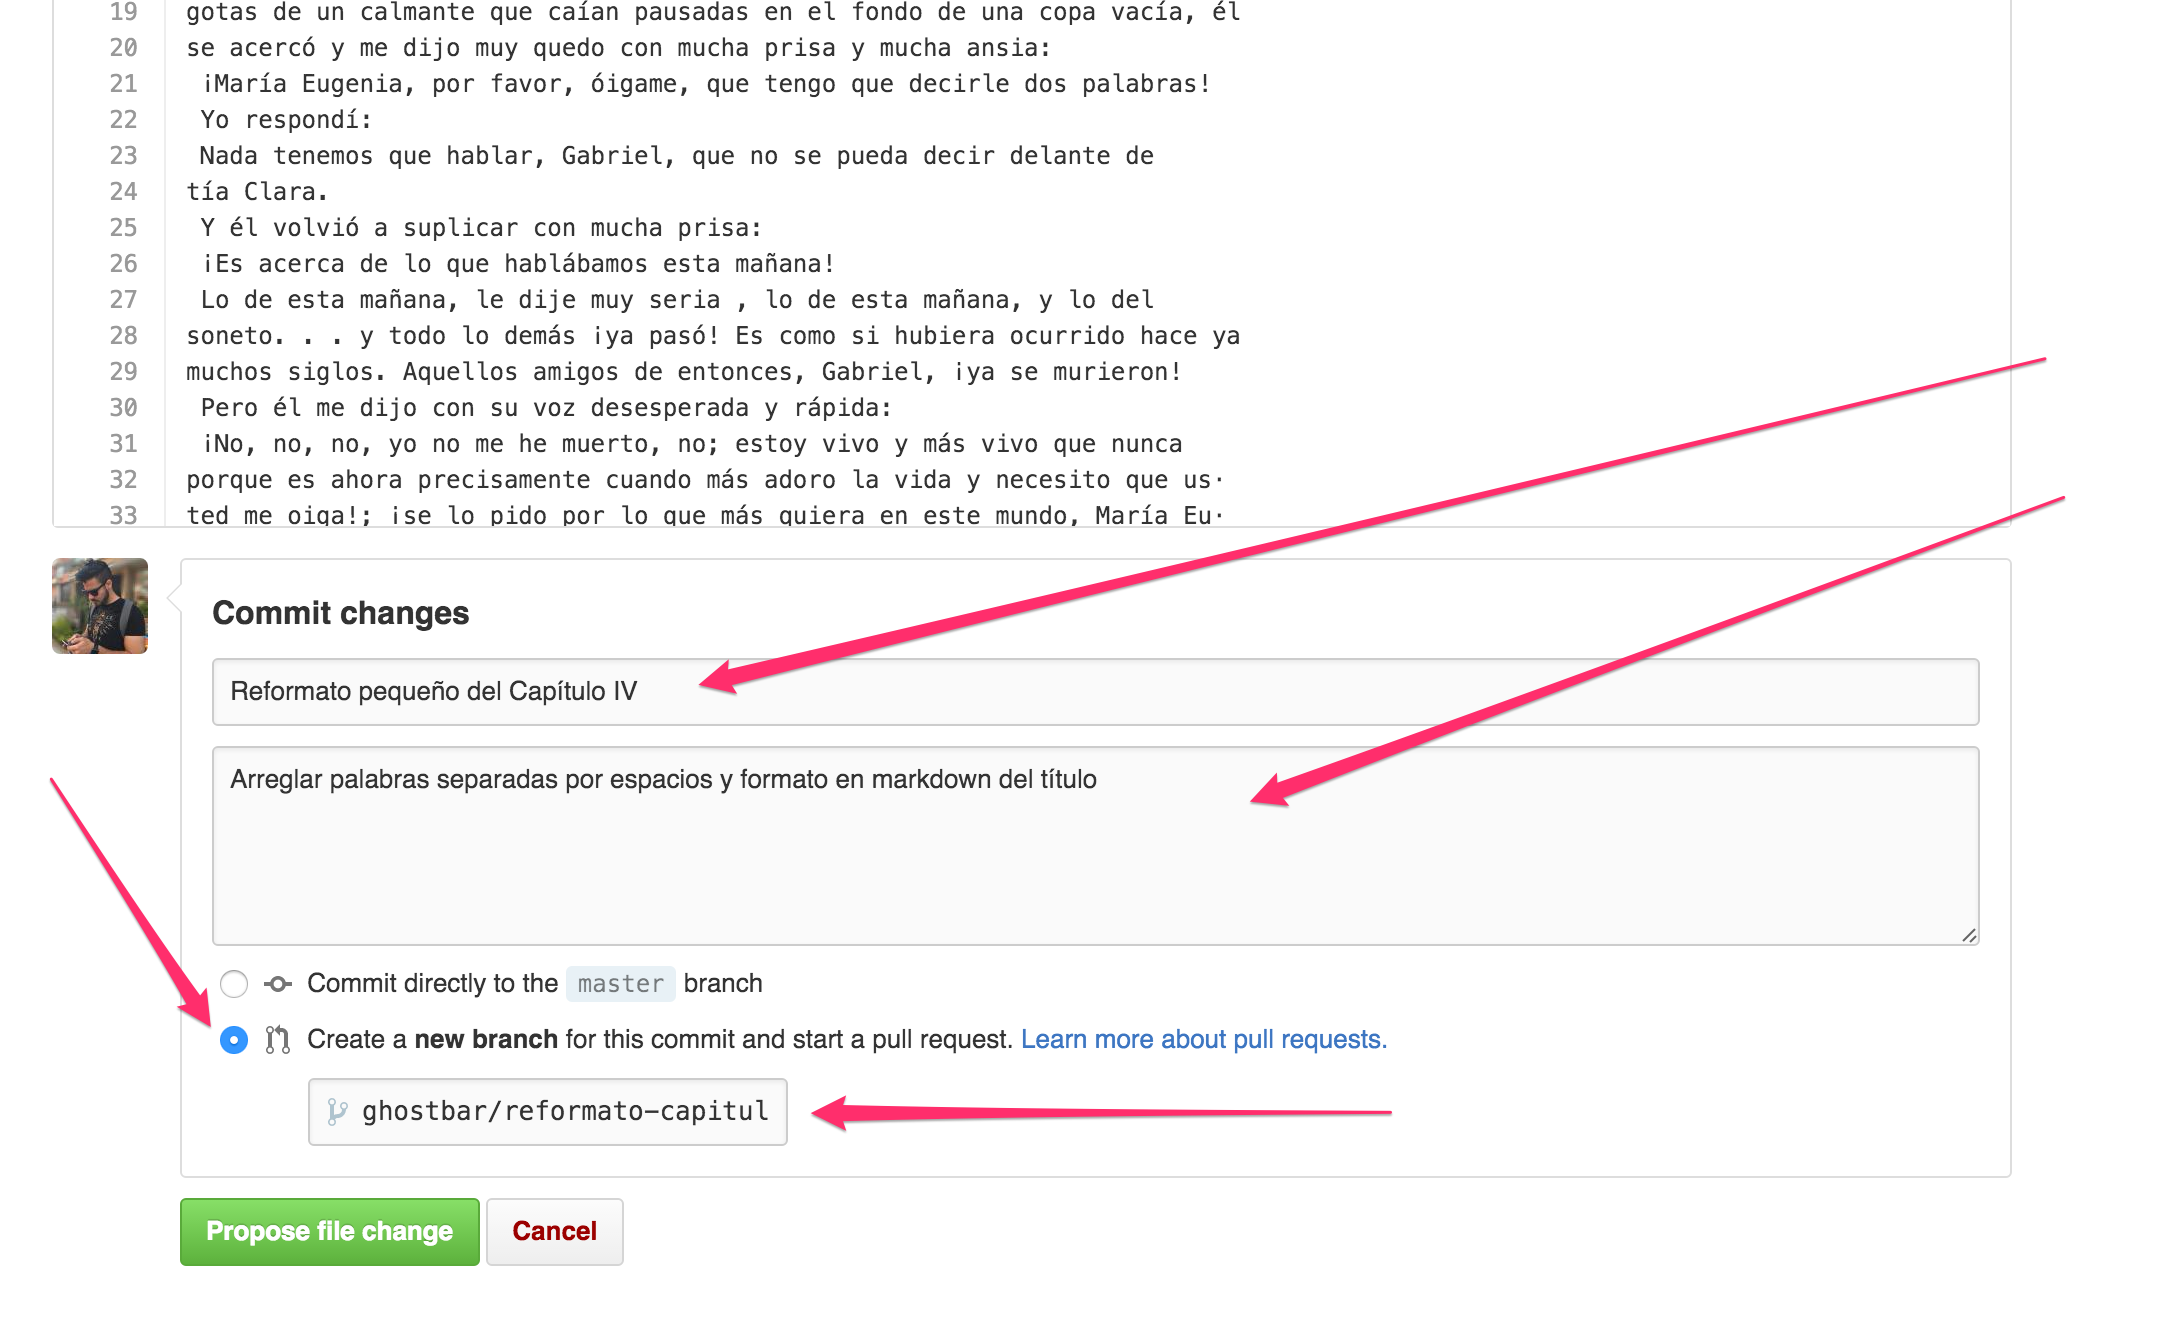 19 gotas de un calmante que caían pausadas en el fondo de una copa vacía, él
20 se acercó y me dijo muy quedo con mucha prisa y mucha ansia:
21 ¡María Eugenia, por favor, óigame, que tengo que decirle dos palabras!
22 Yo respondí:
23 Nada tenemos que hablar, Gabriel, que no se pueda decir delante de
24 tía Clara.
25 Y él volvió a suplicar con mucha prisa:
26 ¡Es acerca de lo que hablábamos esta mañana!
27 Lo de esta mañana, le dije muy seria , lo de esta mañana, y lo del
28 soneto. . . y todo lo demás ¡ya pasó! Es como si hubiera ocurrido hace ya
29 muchos siglos. Aquellos amigos de entonces, Gabriel, ¡ya se murieron!
30 Pero él me dijo con su voz desesperada y rápida:
31 ¡No, no, no, yo no me he muerto, no; estoy vivo y más vivo que nunca
32 porque es ahora precisamente cuando más adoro la vida y necesito que us·
33 ted me oiga!; ¡se lo pido por lo que más quiera en este mundo, María Eu·
Commit changes
Reformato pequeño del Capítulo IV
Arreglar palabras separadas por espacios y formato en markdown del título
Commit directly to the master branch
Create a new branch for this commit and start a pull request. Learn more about pull requests.
ghostbar/reformato-capitul
Propose file change Cancel